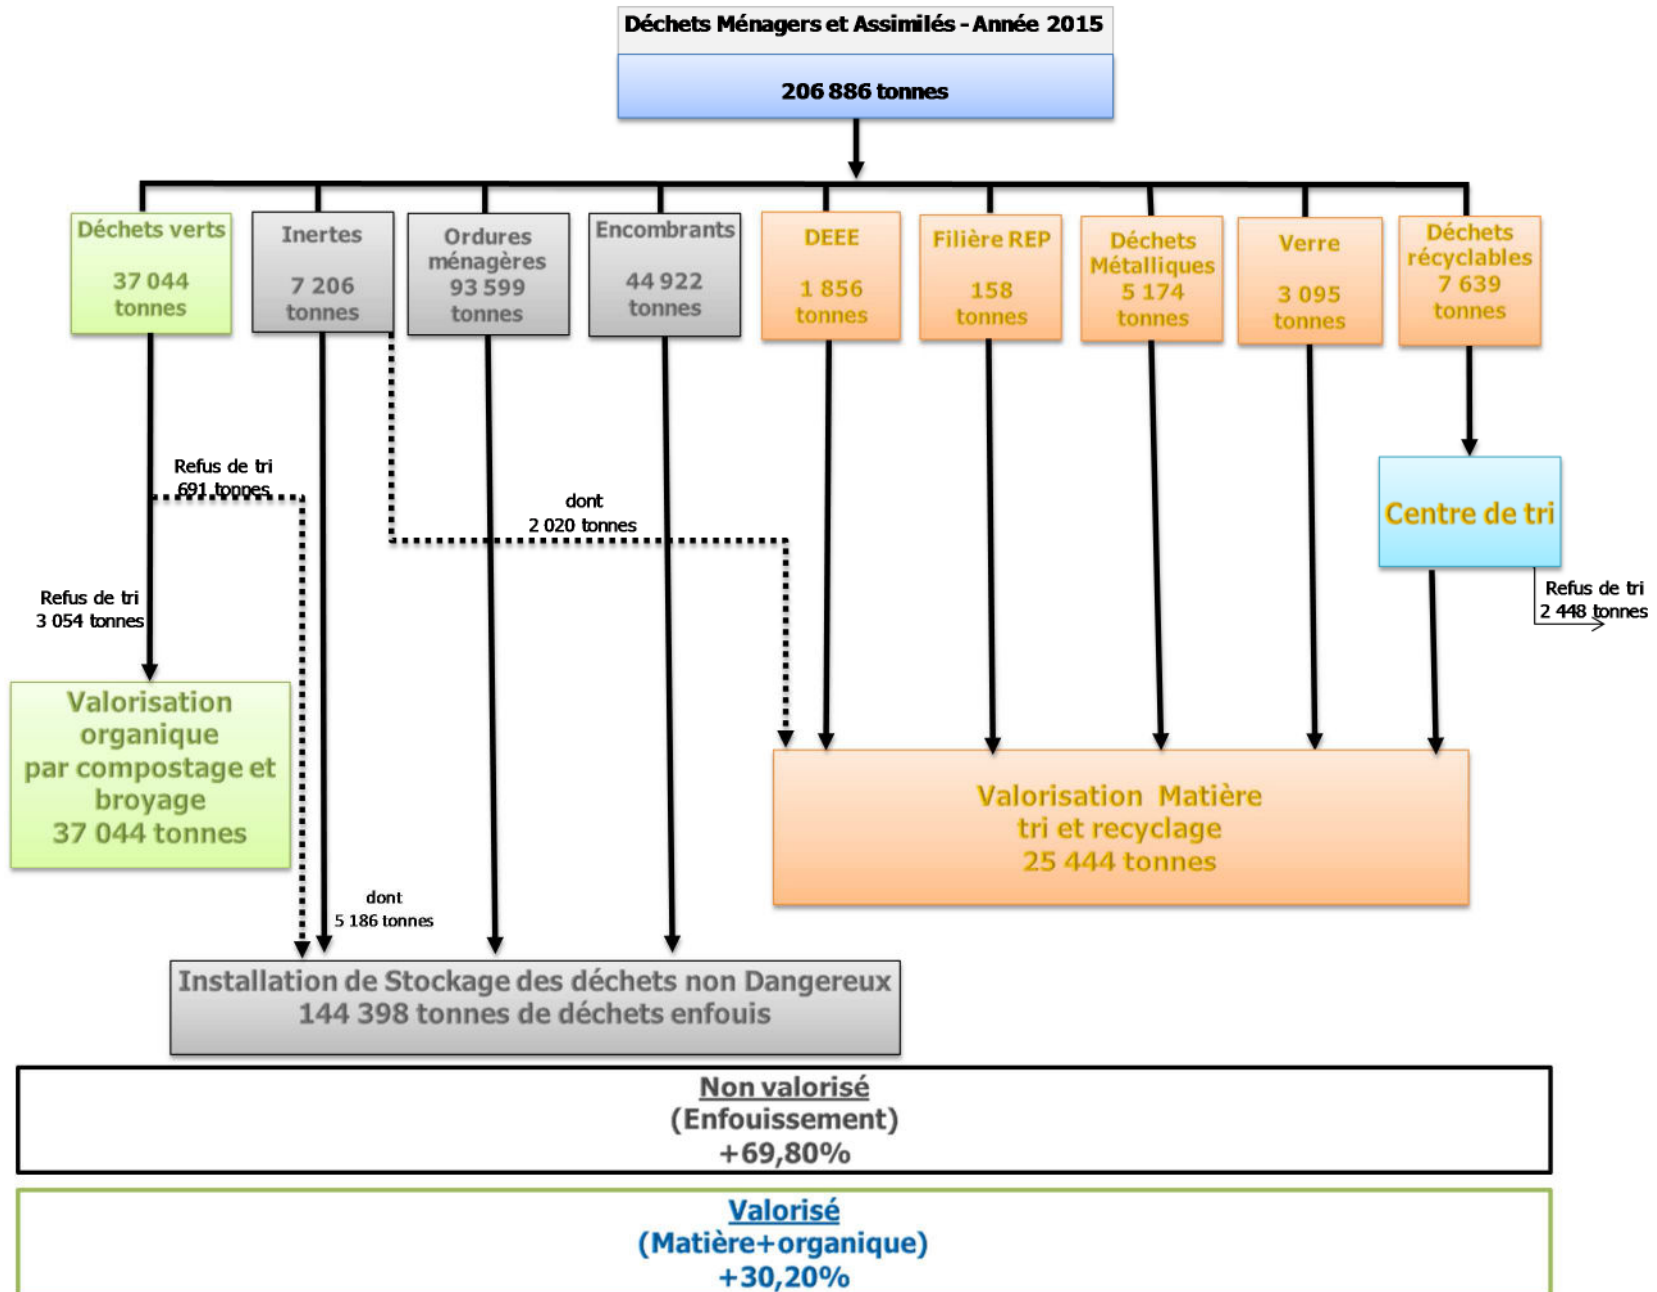 Déchets Ménagers et Assimilés - Année 2015
206 886 tonnes
Déchets verts
37 044
tonnes
Inertes
7 206
tonnes
Ordures
ménagères
93 599
tonnes
Encombrants
44 922
tonnes
DEEE
1 856
tonnes
Filière REP
158
tonnes
Déchets
Métalliques
5 174
tonnes
Verre
3 095
tonnes
Déchets
récyclables
7 639
tonnes
Refus de tri
691 tonnes
dont
2 020 tonnes
Centre de tri
Refus de tri
3 054 tonnes
Refus de tri
2 448 tonnes
Valorisation
organique
par compostage et
broyage
37 044 tonnes
Valorisation Matière
tri et recyclage
25 444 tonnes
dont
5 186 tonnes
Installation de Stockage des déchets non Dangereux
144 398 tonnes de déchets enfouis
Non valorisé
(Enfouissement)
+69,80%
Valorisé
(Matière+organique)
+30,20%